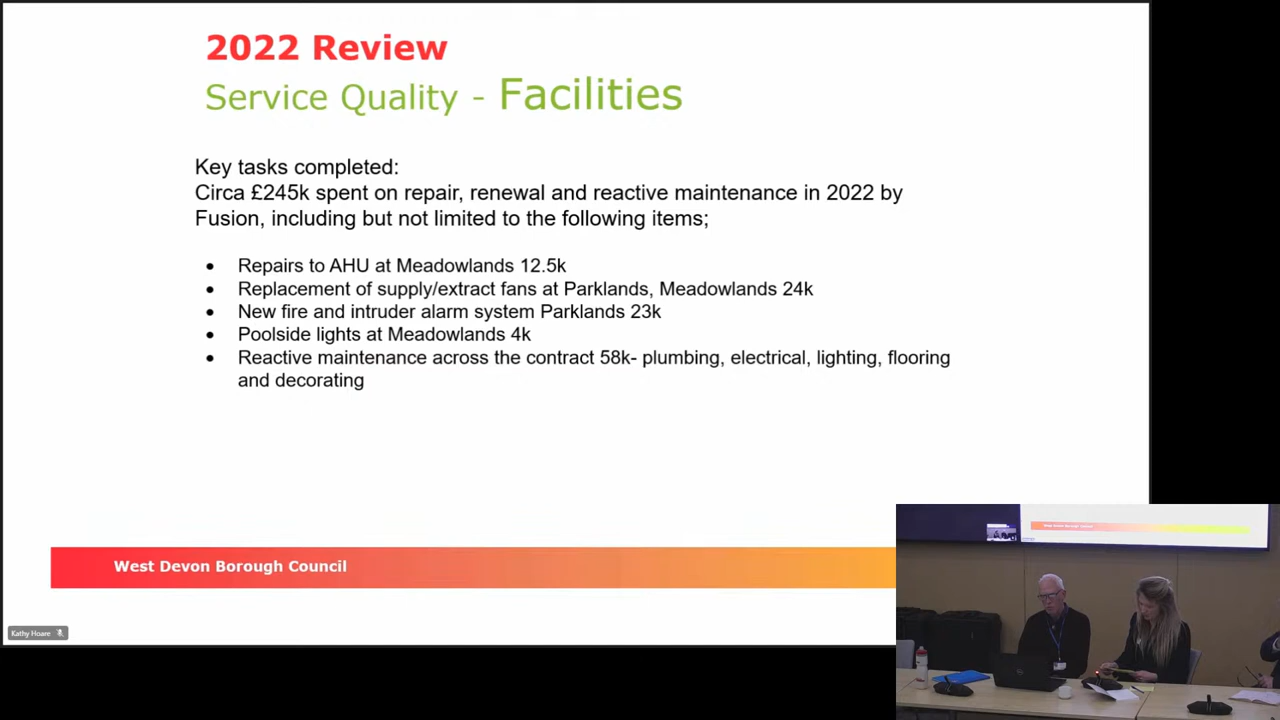 2022 Review
Service Quality - Facilities
Key tasks completed:
Circa £245k spent on repair, renewal and reactive maintenance in 2022 by
Fusion, including but not limited to the following items;
• Repairs to AHU at Meadowlands 12.5k
• Replacement of supply/extract fans at Parklands, Meadowlands 24k
• New fire and intruder alarm system Parklands 23k
• Poolside lights at Meadowlands 4k
• Reactive maintenance across the contract 58k- plumbing, electrical, lighting, flooring
and decorating
West Devon Borough Council
Kathy Hoare
West Devon Borough Council